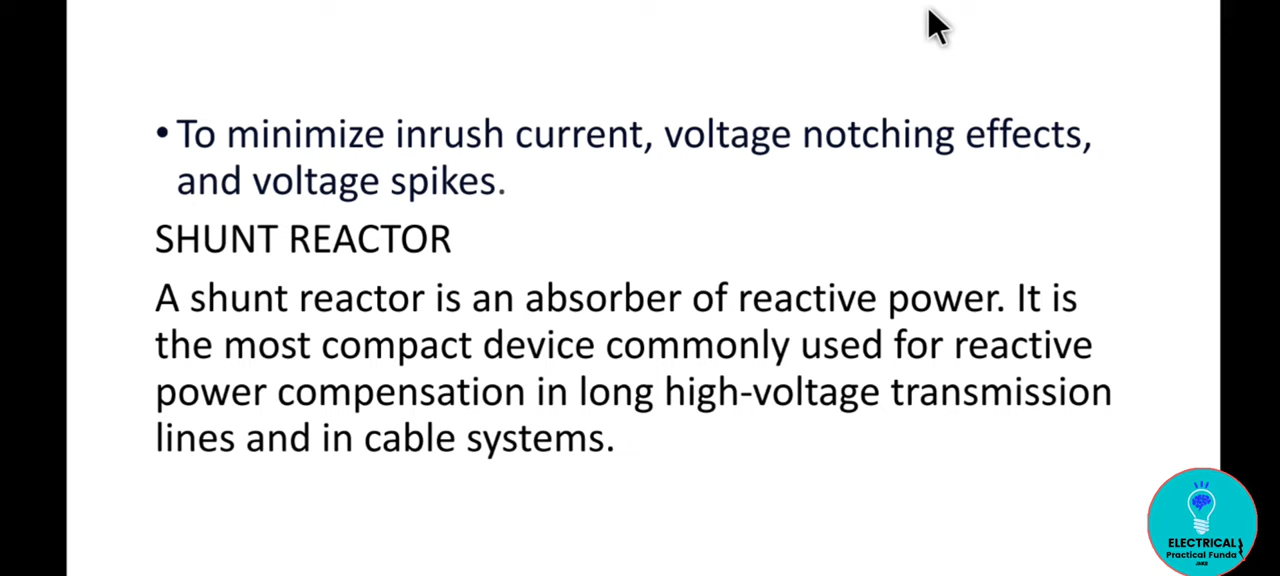 • To minimize inrush current, voltage notching effects,
and voltage spikes.
SHUNT REACTOR
A shunt reactor is an absorber of reactive power. It is
the most compact device commonly used for reactive
power compensation in long high-voltage transmission
lines and in cable systems.
ELECTRICAL
Practical Funda